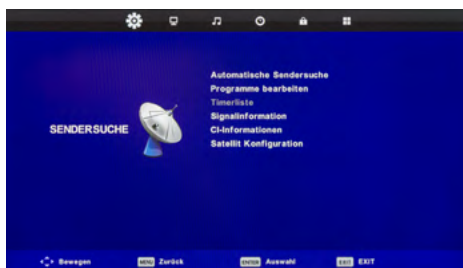 Automatische Sendersuche
Programme bearbeiten
Timerliste
Signalinformation
CI-Informationen
Satellit Konfiguration
SENDERSUCHE
Bewegen
MENU Zurück
ENTER Auswahl
EXIT EXIT